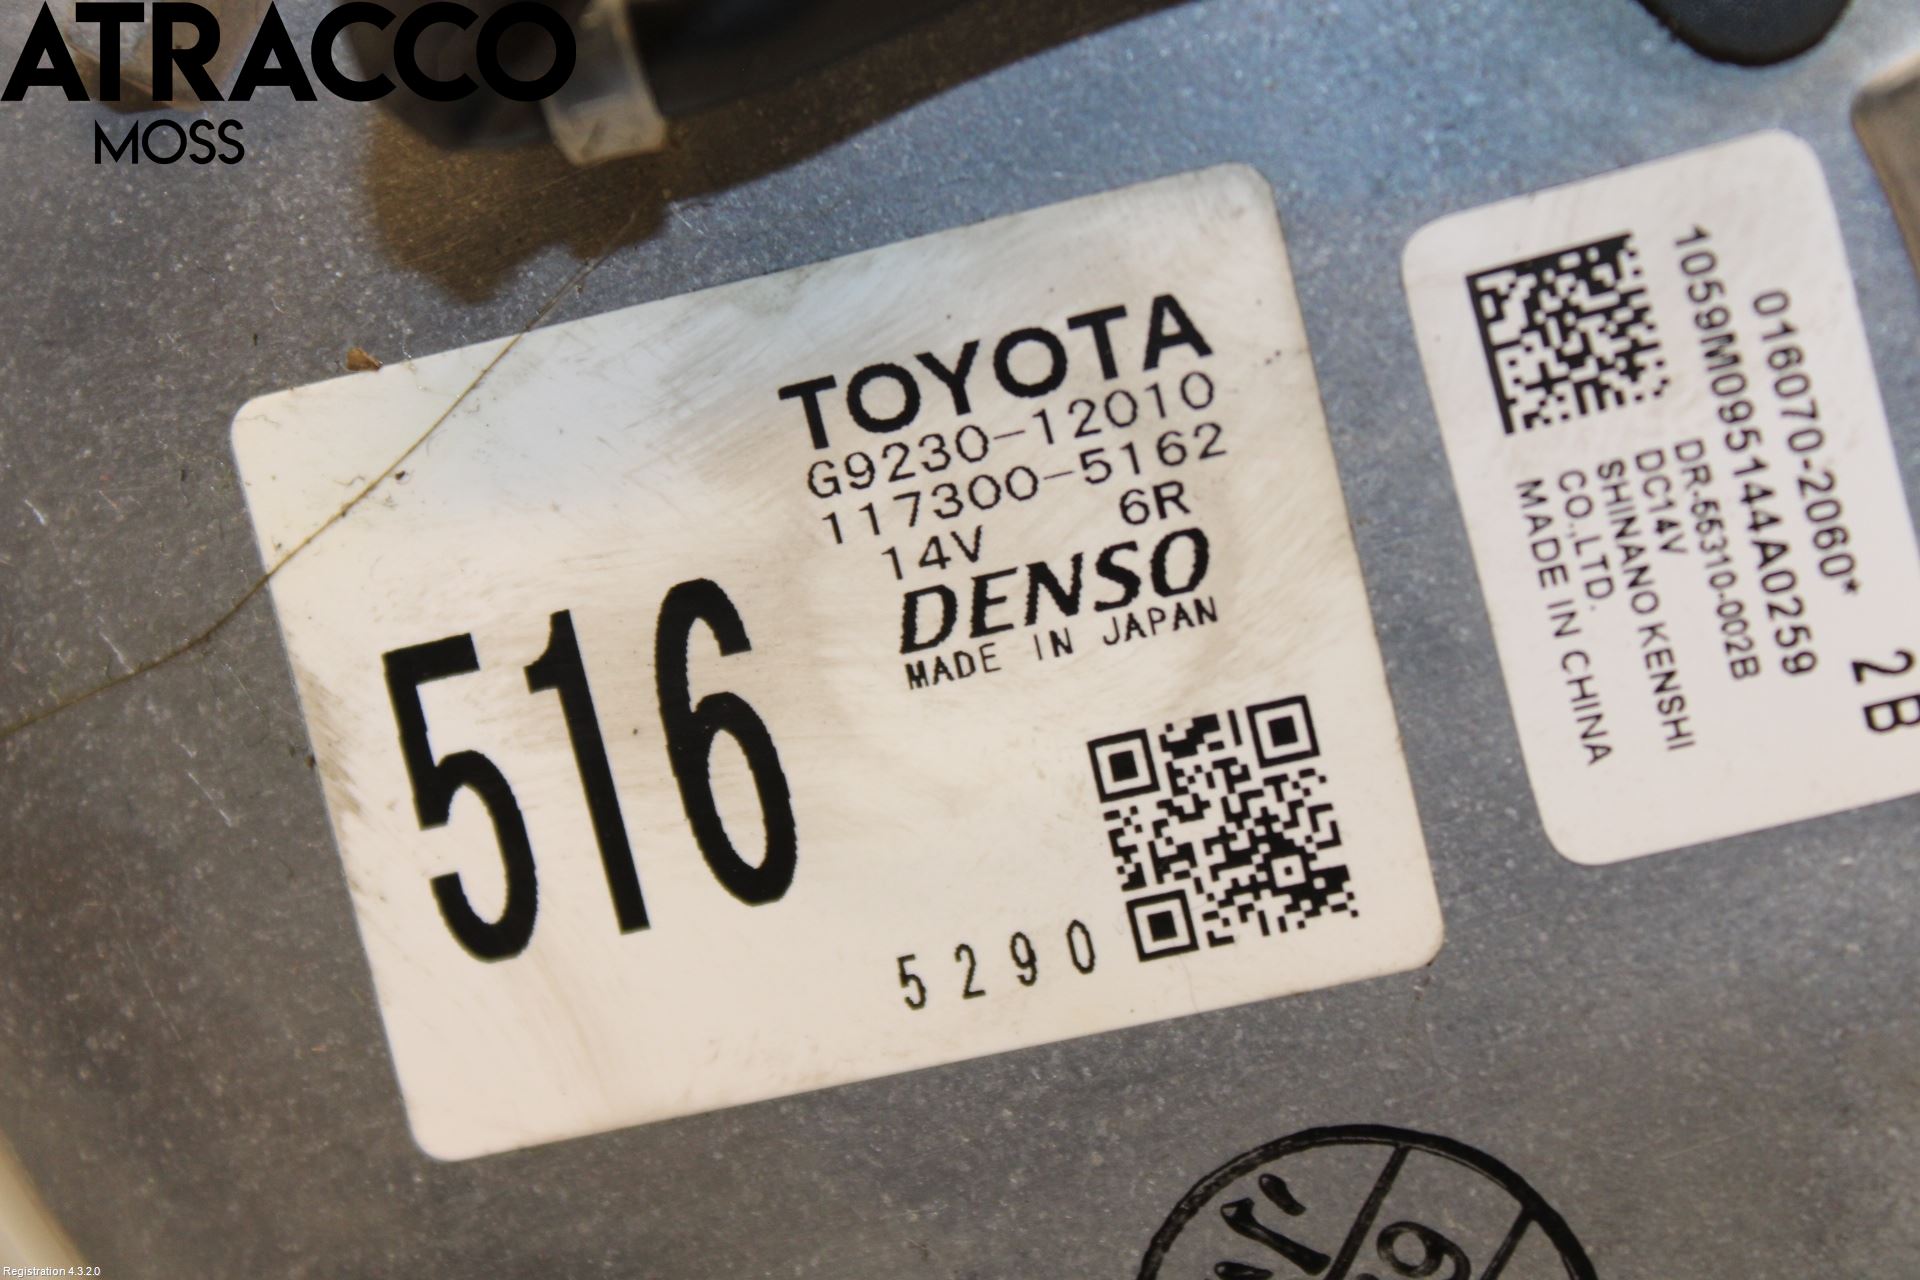 ATRACCO
MOSS
TOYOTA
G9230-12010
117300-5162
14V 6R
DENSO
MADE IN JAPAN
516
5290
016070-2060*
1059M095144A0259
DR-55310-002B
DC14V
SHINANO KENSHI
CO.,LTD.
MADE IN CHINA
2B
Registration 4.3.2.0